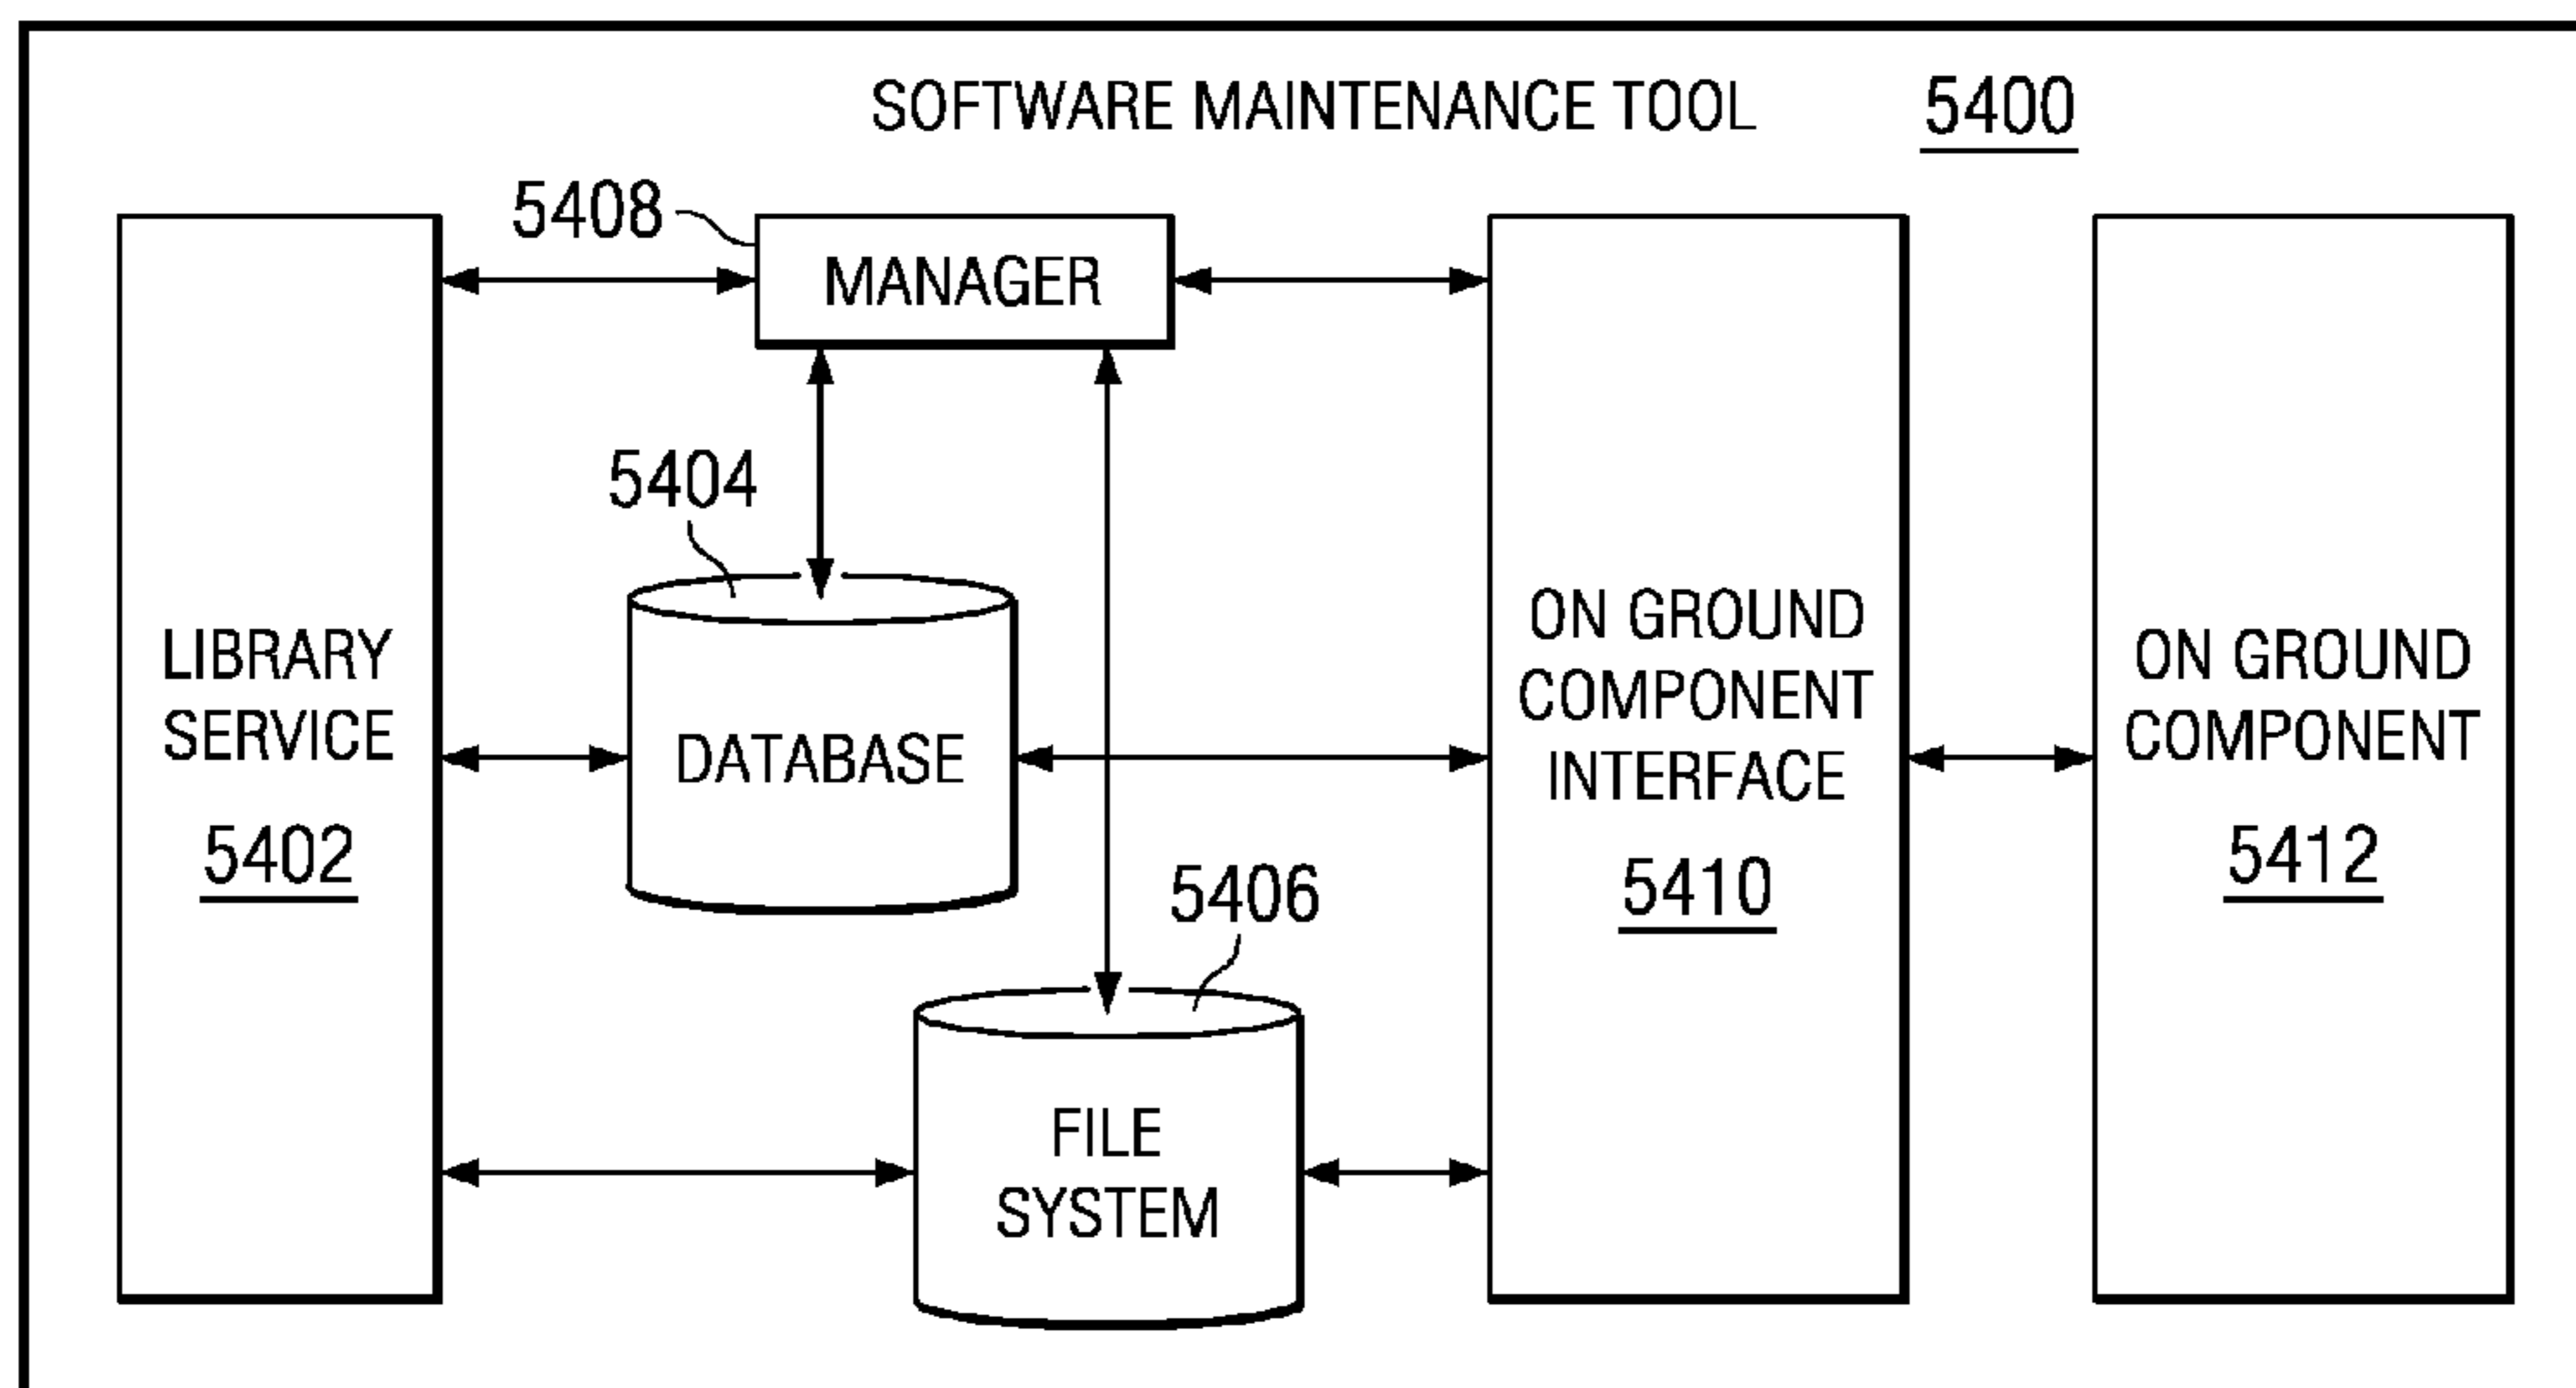 SOFTWARE MAINTENANCE TOOL 5400
5408
MANAGER
5404
LIBRARY
SERVICE
5402
DATABASE
5406
FILE
SYSTEM
ON GROUND
COMPONENT
INTERFACE
5410
ON GROUND
COMPONENT
5412